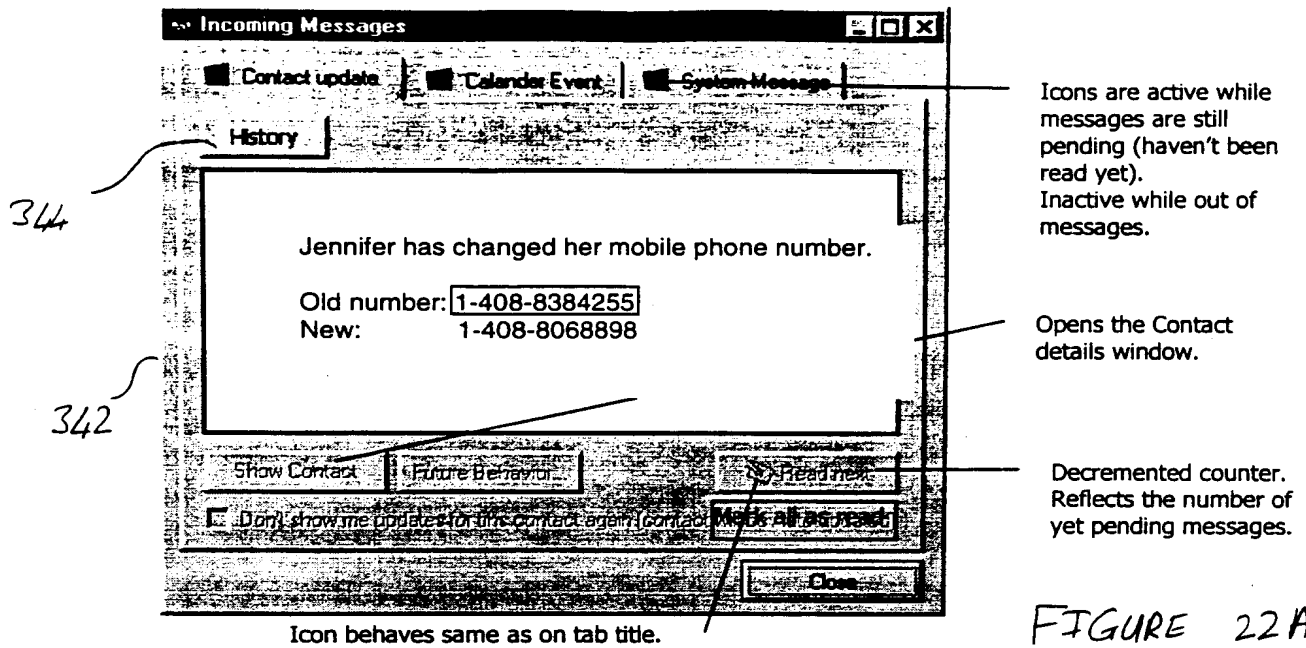 Incoming Messages
Contact update
Calander Event
System Message
History
Jennifer has changed her mobile phone number.
Old number: 1-408-8384255
New: 1-408-8068898
Show Contact
Future Behavior...
Read next
Don't show me updates for this contact again (contact
Mark all as read
Close
344
342
Icons are active while
messages are still
pending (haven't been
read yet).
Inactive while out of
messages.
Opens the Contact
details window.
Decremented counter.
Reflects the number of
yet pending messages.
Icon behaves same as on tab title.
FIGURE 22A